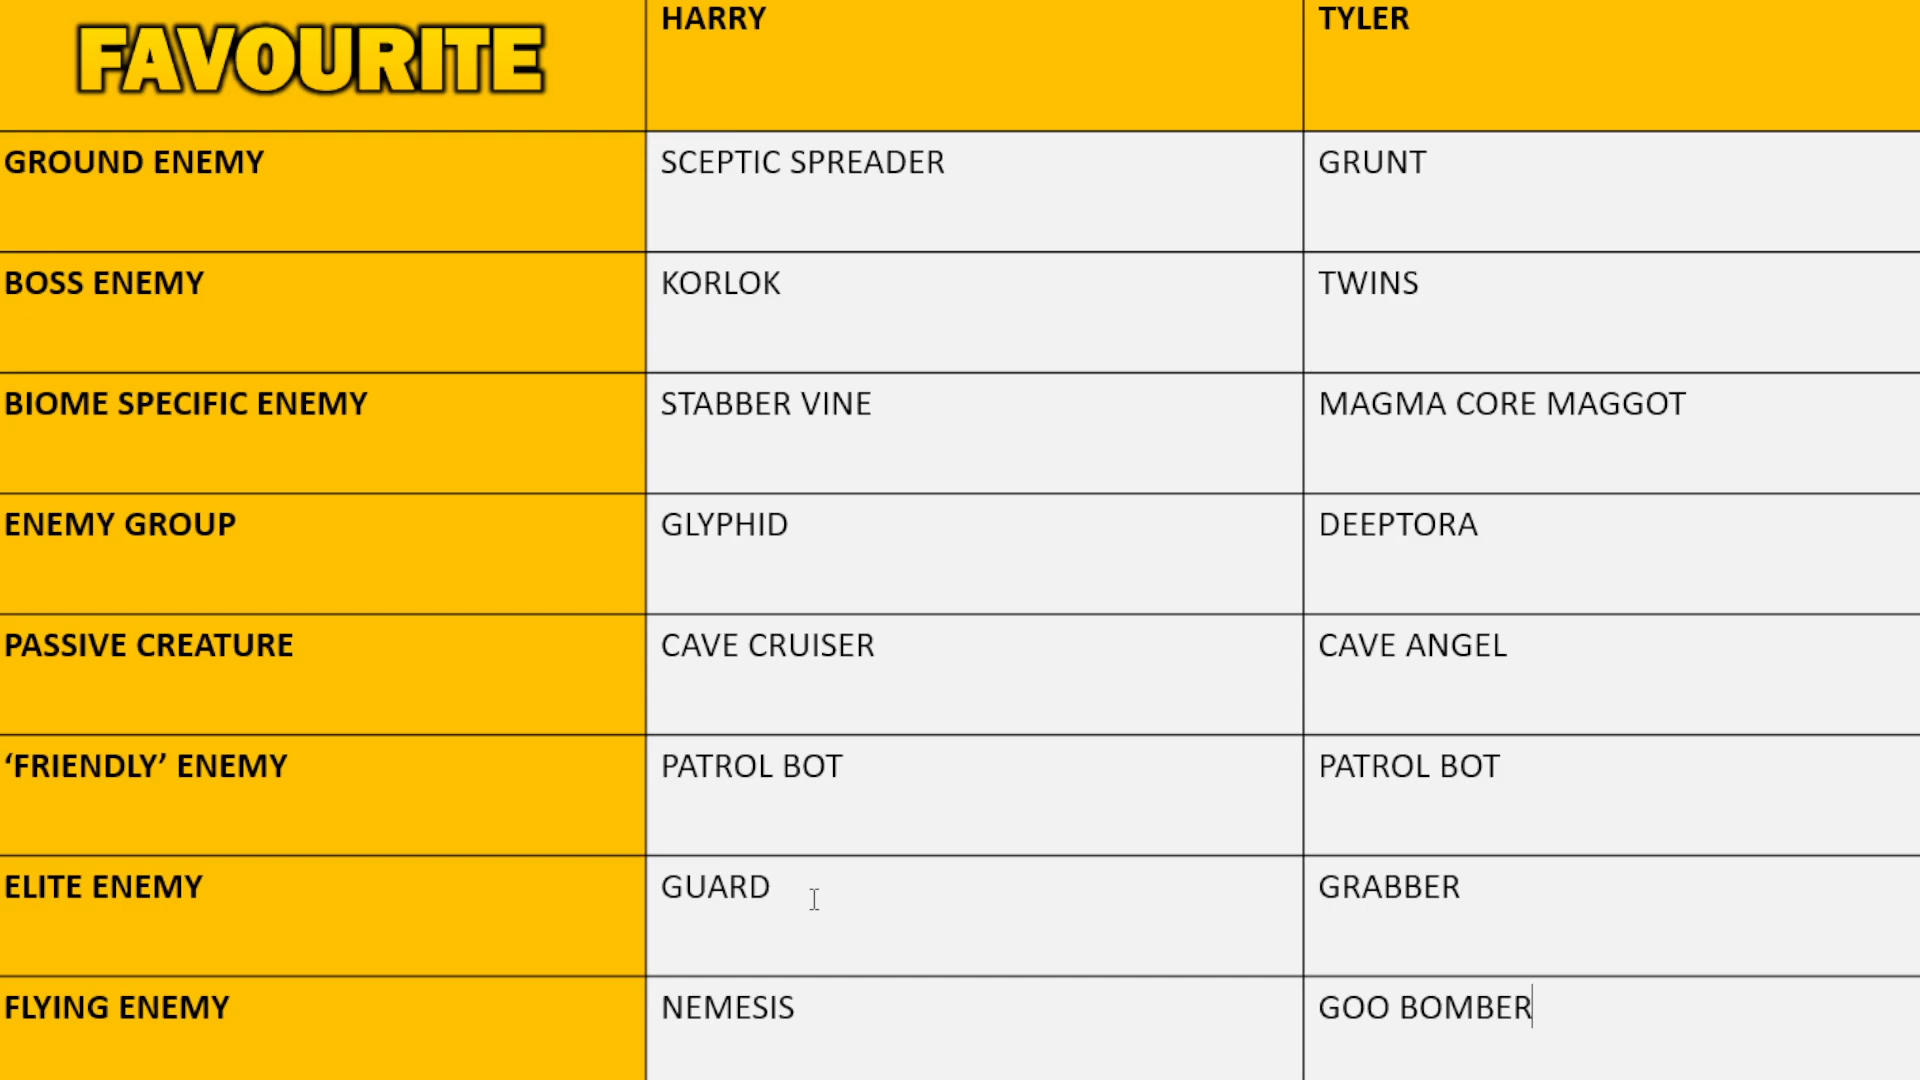 FAVOURITE HARRY TYLER
GROUND ENEMY SCEPTIC SPREADER GRUNT
BOSS ENEMY KORLOK TWINS
BIOME SPECIFIC ENEMY STABBER VINE MAGMA CORE MAGGOT
ENEMY GROUP GLYPHID DEEPTORA
PASSIVE CREATURE CAVE CRUISER CAVE ANGEL
‘FRIENDLY’ ENEMY PATROL BOT PATROL BOT
ELITE ENEMY GUARD GRABBER
FLYING ENEMY NEMESIS GOO BOMBER